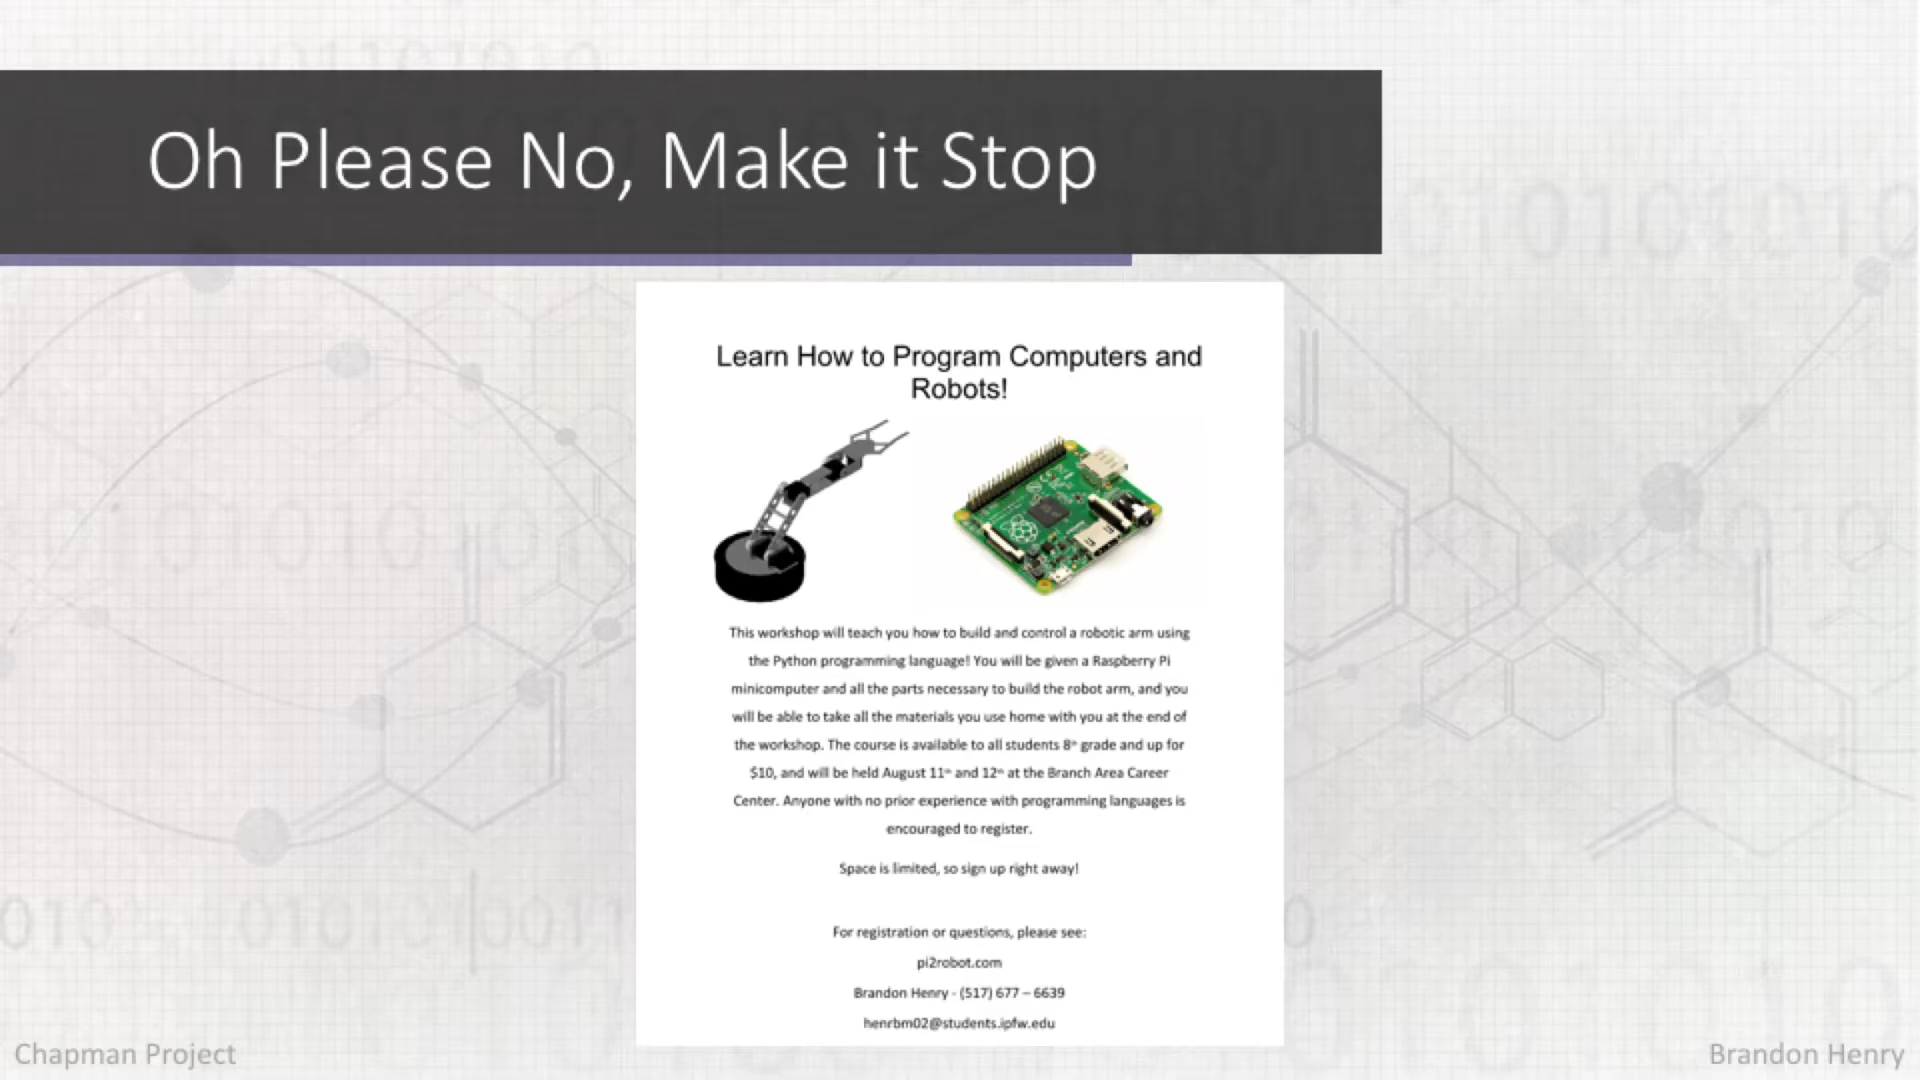 Oh Please No, Make it Stop
Learn How to Program Computers and
Robots!
This workshop will teach you how to build and control a robotic arm using
the Python programming language! You will be given a Raspberry Pi
minicomputer and all the parts necessary to build the robot arm, and you
will be able to take all the materials you use home with you at the end of
the workshop. The course is available to all students 8th grade and up for
$10, and will be held August 11th and 12th at the Branch Area Career
Center. Anyone with no prior experience with programming languages is
encouraged to register.
Space is limited, so sign up right away!
For registration or questions, please see:
pi2robot.com
Brandon Henry - (517) 677 – 6639
henrbm02@students.ipfw.edu
Chapman Project
Brandon Henry